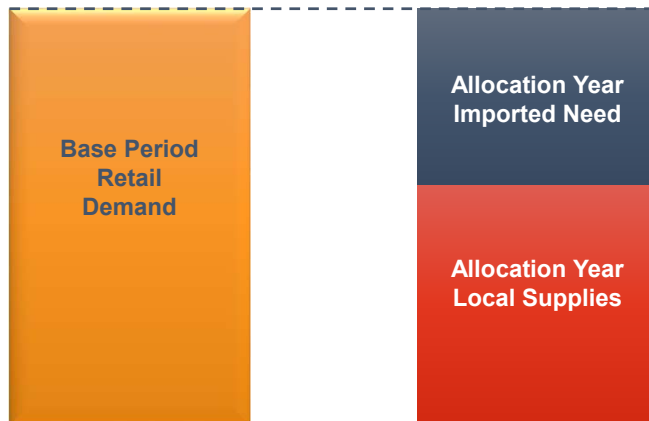 Base Period
Retail
Demand
Allocation Year
Imported Need
Allocation Year
Local Supplies